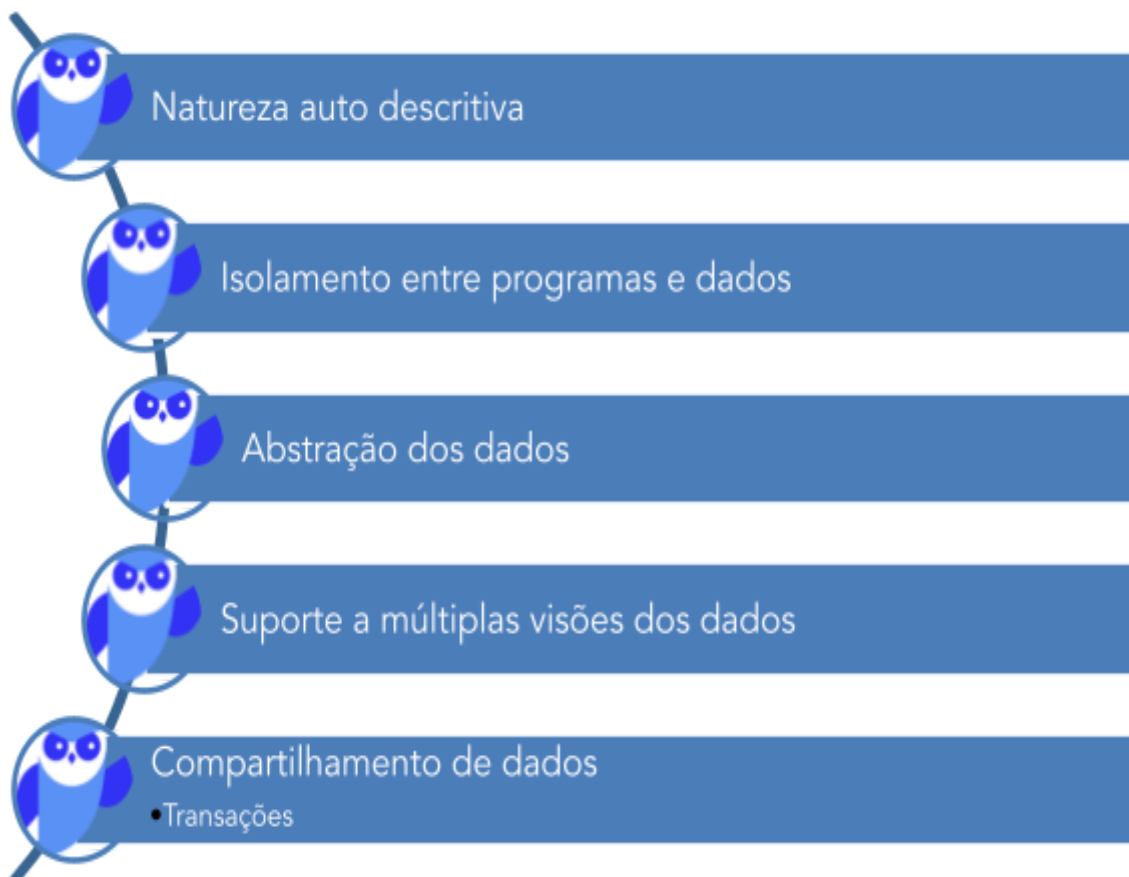 Natureza auto descritiva
Isolamento entre programas e dados
Abstração dos dados
Suporte a múltiplas visões dos dados
Compartilhamento de dados
•Transações